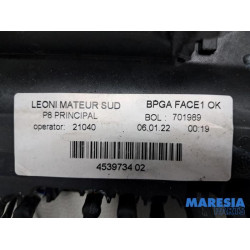 LEONI MATEUR SUD BPGA FACE1 OK
P8 PRINCIPAL BOL : 701989
operator: 21040 06.01.22 00:19
4539734 02
MARESIA